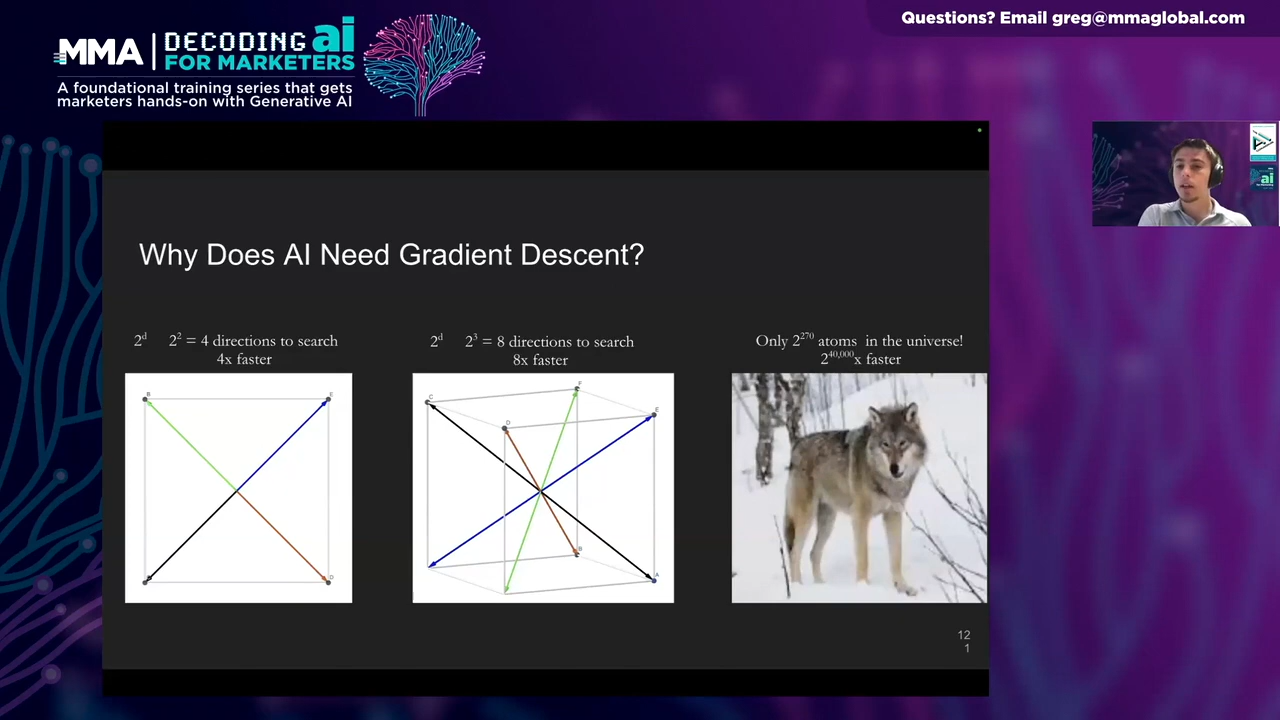 Questions? Email greg@mmaglobal.com
MMA | DECODING ai
FOR MARKETERS
A foundational training series that gets
marketers hands-on with Generative AI
ai
Why Does AI Need Gradient Descent?
2ᵈ 2² = 4 directions to search
4x faster
2ᵈ 2³ = 8 directions to search
8x faster
Only 2²⁷⁰ atoms in the universe!
2⁴⁰,⁰⁰⁰x faster
B
E
D
F
C
E
D
B
A
12
1